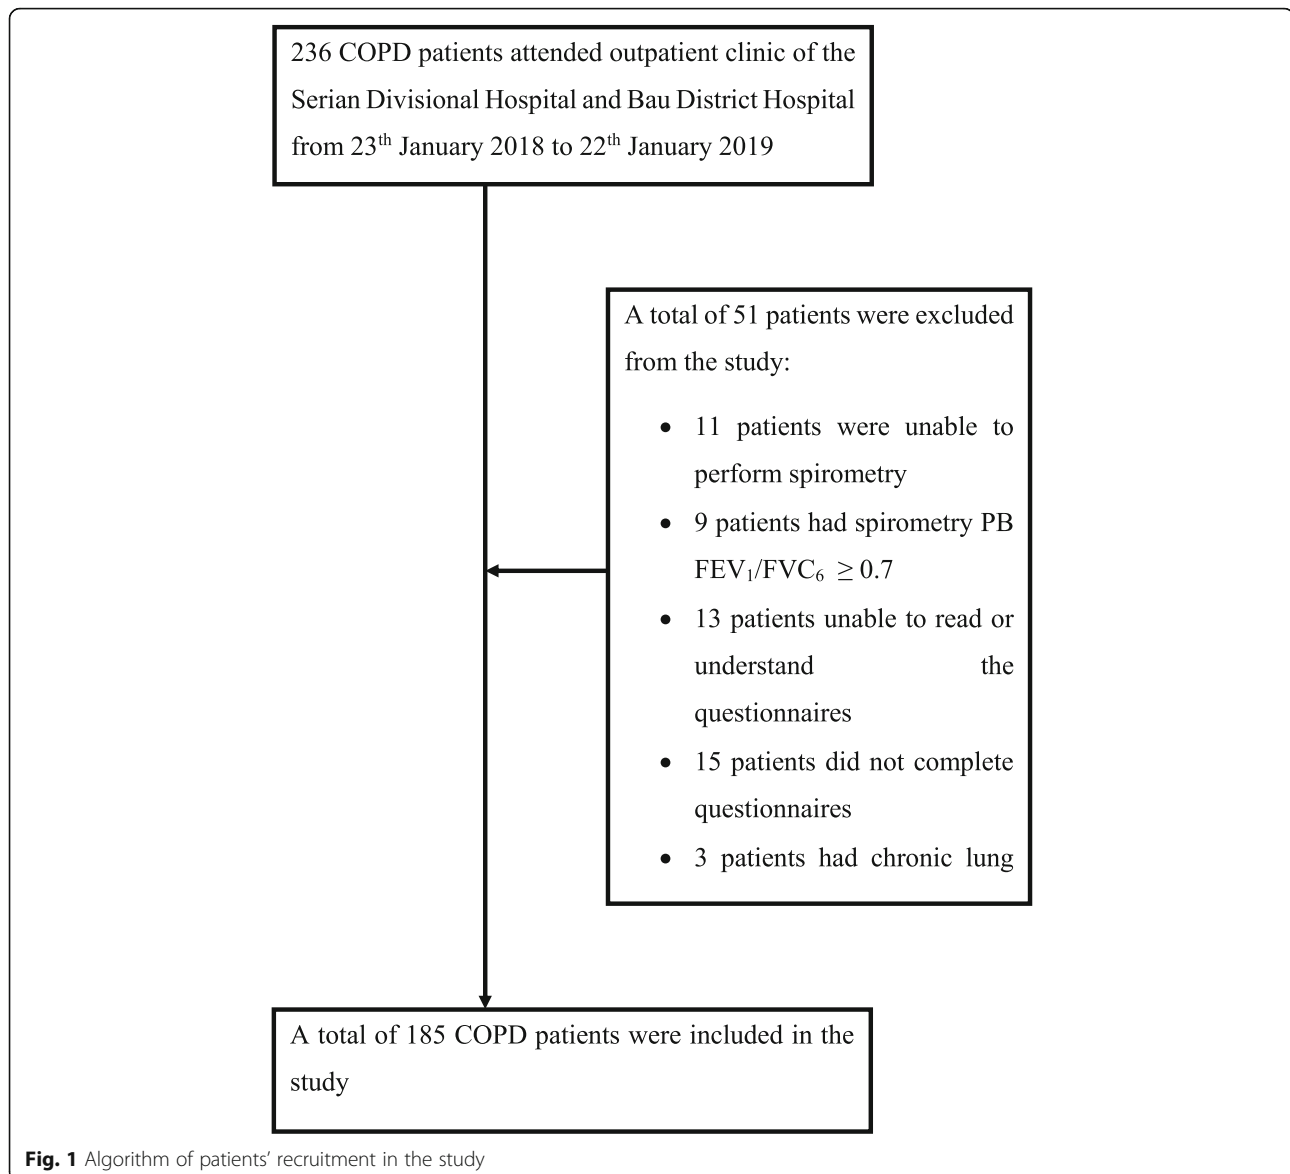 236 COPD patients attended outpatient clinic of the
Serian Divisional Hospital and Bau District Hospital
from 23th January 2018 to 22th January 2019
A total of 51 patients were excluded
from the study:
• 11 patients were unable to
perform spirometry
• 9 patients had spirometry PB
FEV₁/FVC₆ ≥ 0.7
• 13 patients unable to read or
understand the
questionnaires
• 15 patients did not complete
questionnaires
• 3 patients had chronic lung
A total of 185 COPD patients were included in the
study
Fig. 1 Algorithm of patients' recruitment in the study